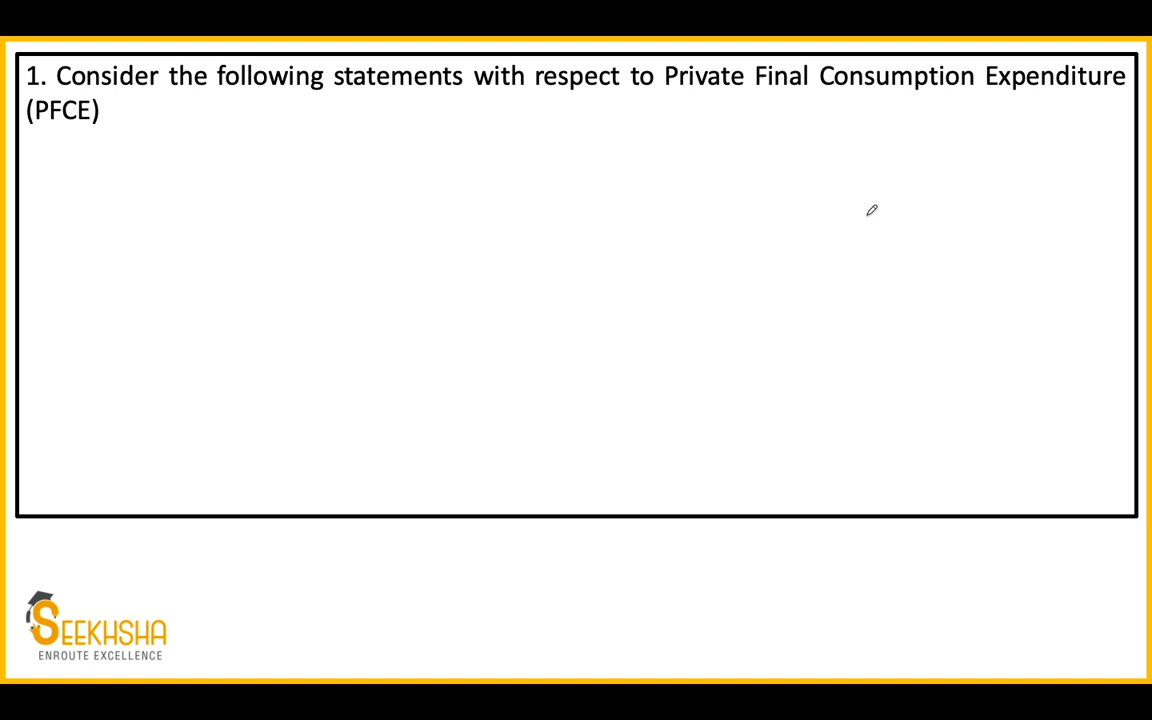 1. Consider the following statements with respect to Private Final Consumption Expenditure
(PFCE)
SEEKHSHA
ENROUTE EXCELLENCE